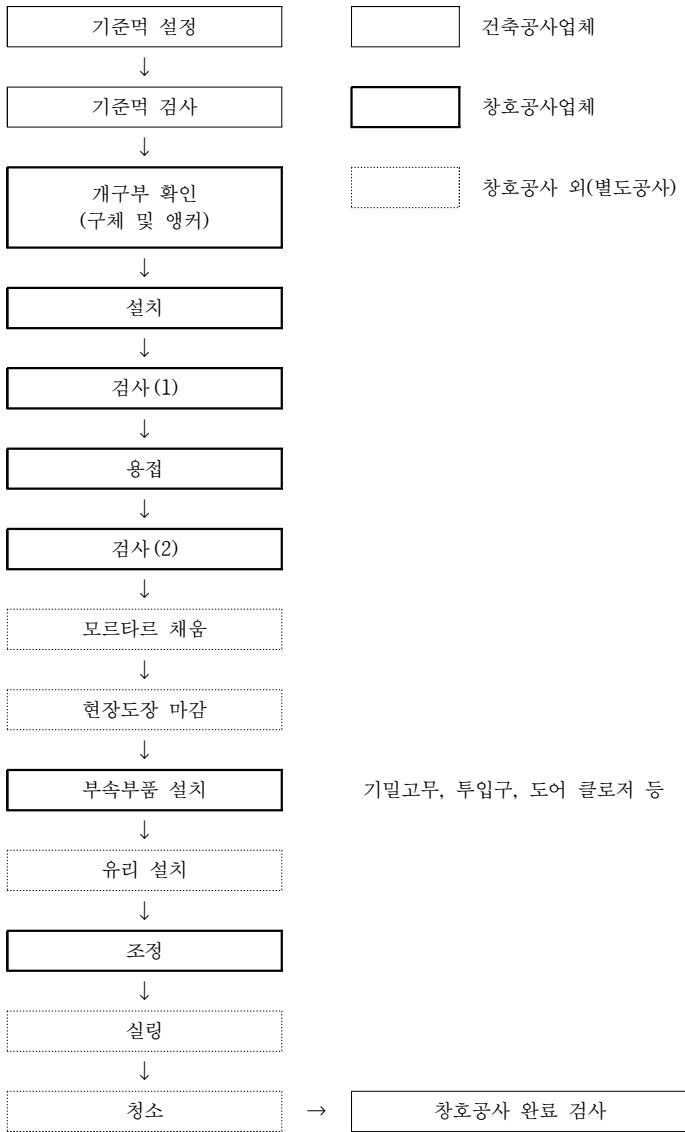 기준먹 설정
건축공사업체
↓
기준먹 검사
창호공사업체
↓
개구부 확인
(구체 및 앵커)
창호공사 외(별도공사)
↓
설치
↓
검사(1)
↓
용접
↓
검사(2)
↓
모르타르 채움
↓
현장도장 마감
↓
부속부품 설치
기밀고무, 투입구, 도어 클로저 등
↓
유리 설치
↓
조정
↓
실링
↓
청소 → 창호공사 완료 검사